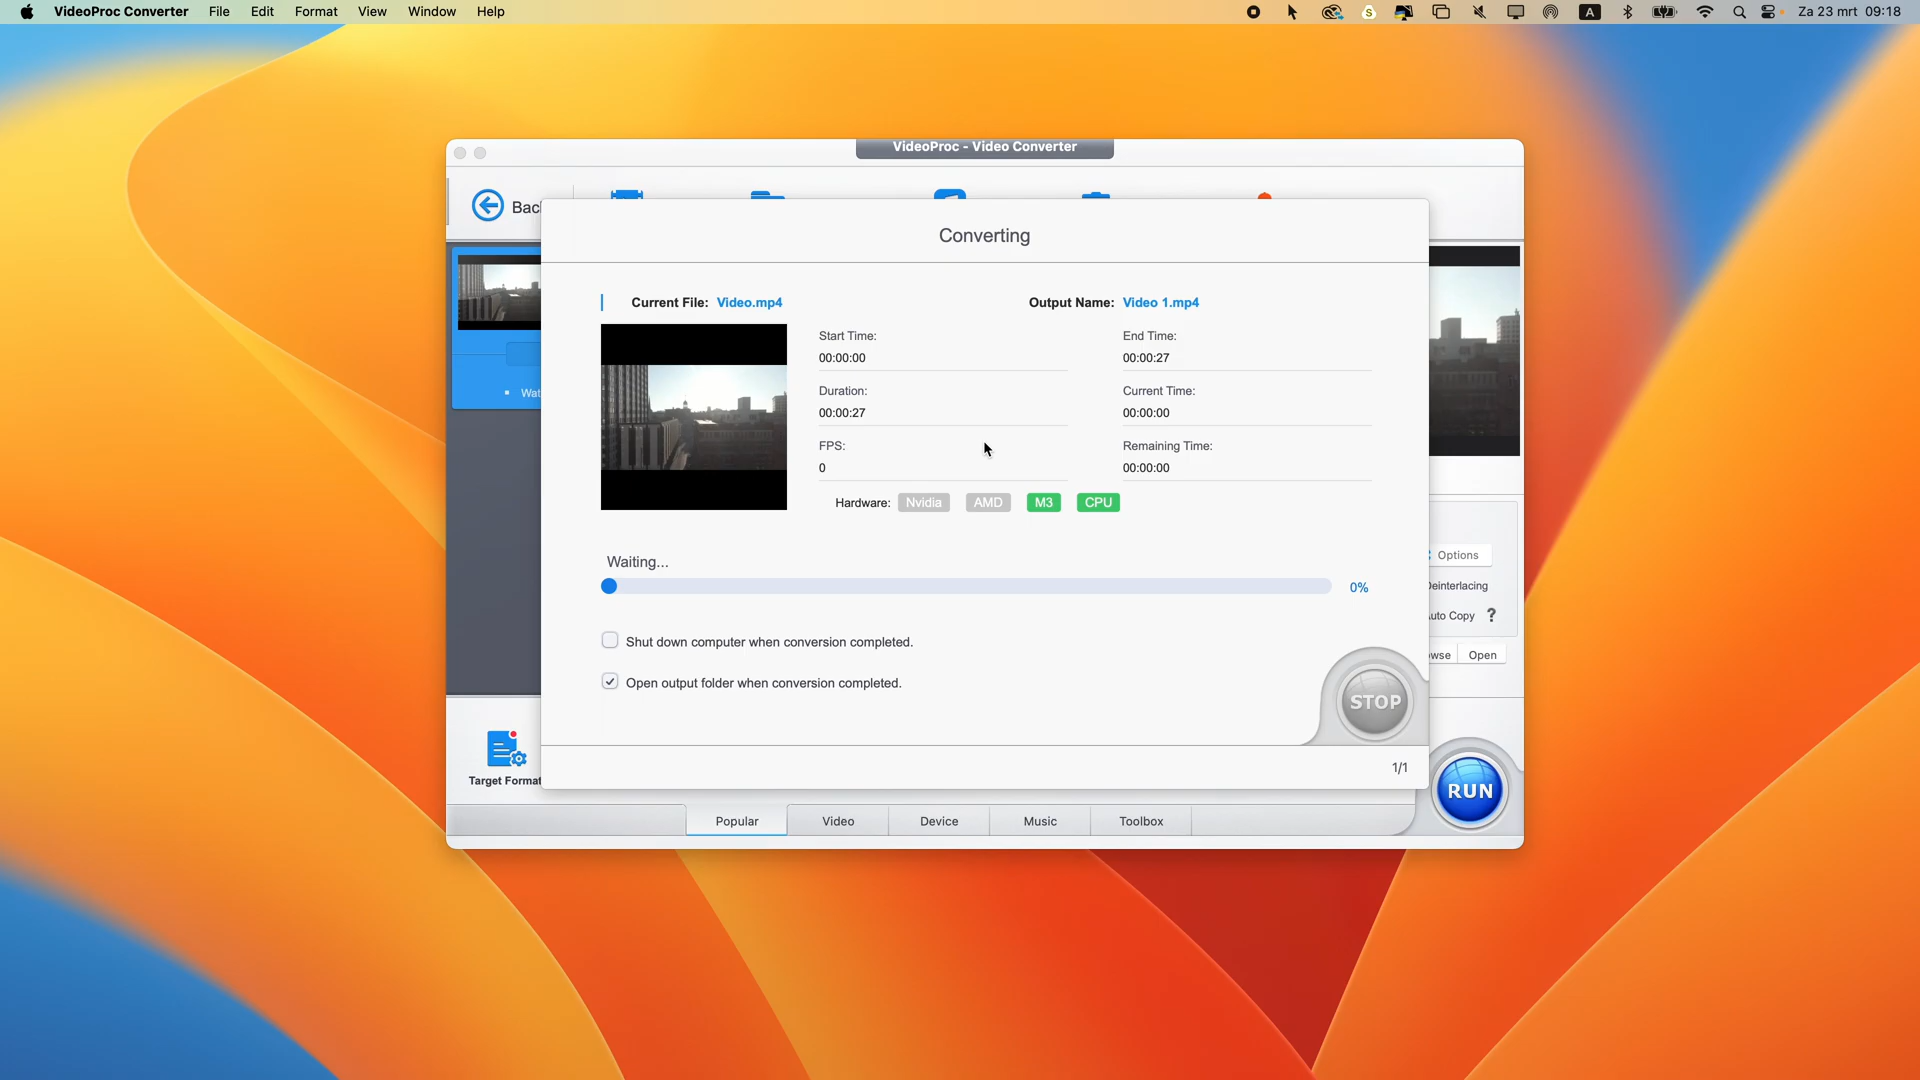 VideoProc Converter File Edit Format View Window Help
A Za 23 mrt 09:18
VideoProc - Video Converter
Converting
Current File: Video.mp4 Output Name: Video 1.mp4
Start Time: End Time:
00:00:00 00:00:27
Duration: Current Time:
00:00:27 00:00:00
FPS: Remaining Time:
0 00:00:00
Hardware: Nvidia AMD M3 CPU
Options
Waiting...
0%
Shut down computer when conversion completed.
Open output folder when conversion completed.
Open
STOP
Target Format
1/1
RUN
Popular Video Device Music Toolbox